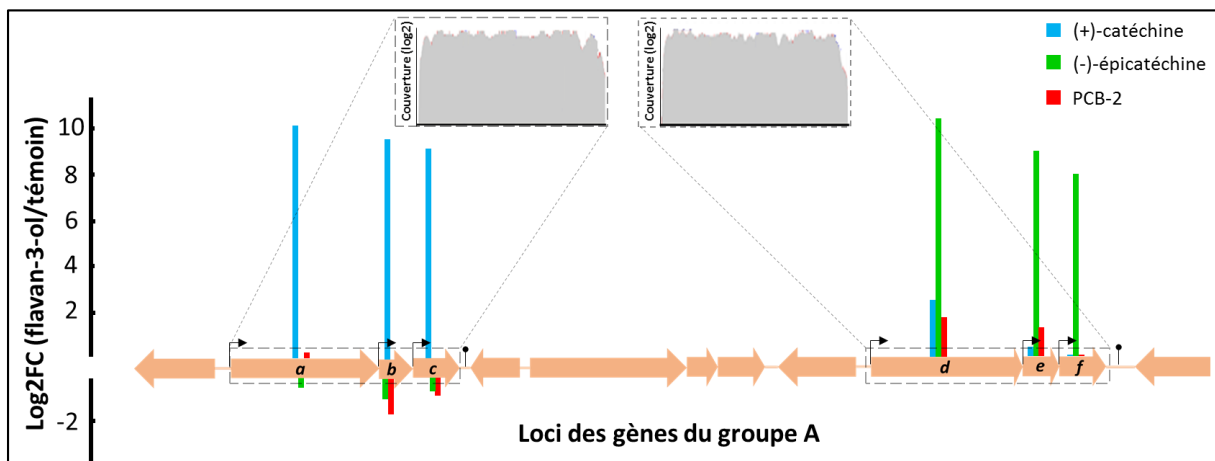 Couverture (log2)
Couverture (log2)
(+)-catéchine
(-)-épicatéchine
PCB-2
Log2FC (flavan-3-ol/témoin)
10
8
6
4
2
-2
a
b
c
d
e
f
Loci des gènes du groupe A